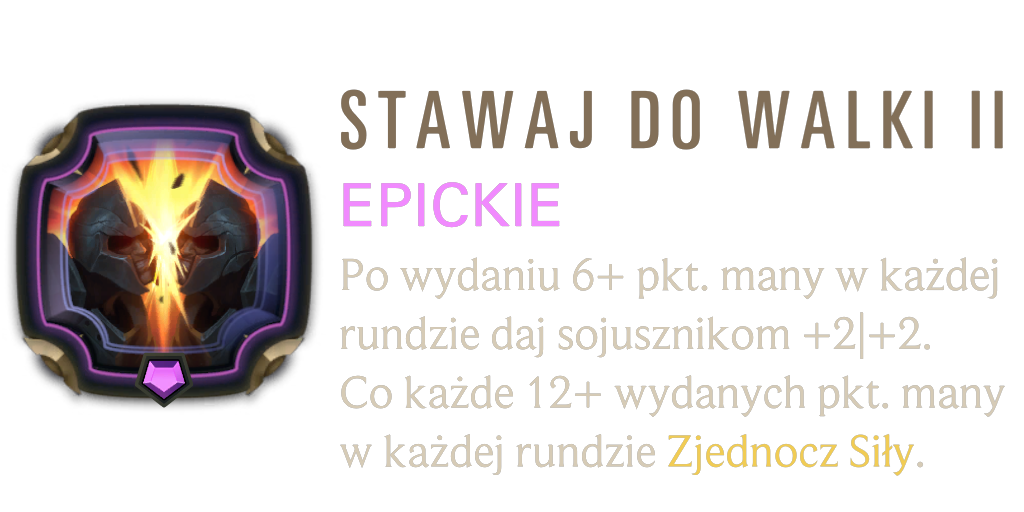 STAWAJ DO WALKI II
EPICKIE
Po wydaniu 6+ pkt. many w każdej
rundzie daj sojusznikom +2|+2.
Co każde 12+ wydanych pkt. many
w każdej rundzie Zjednocz Siły.